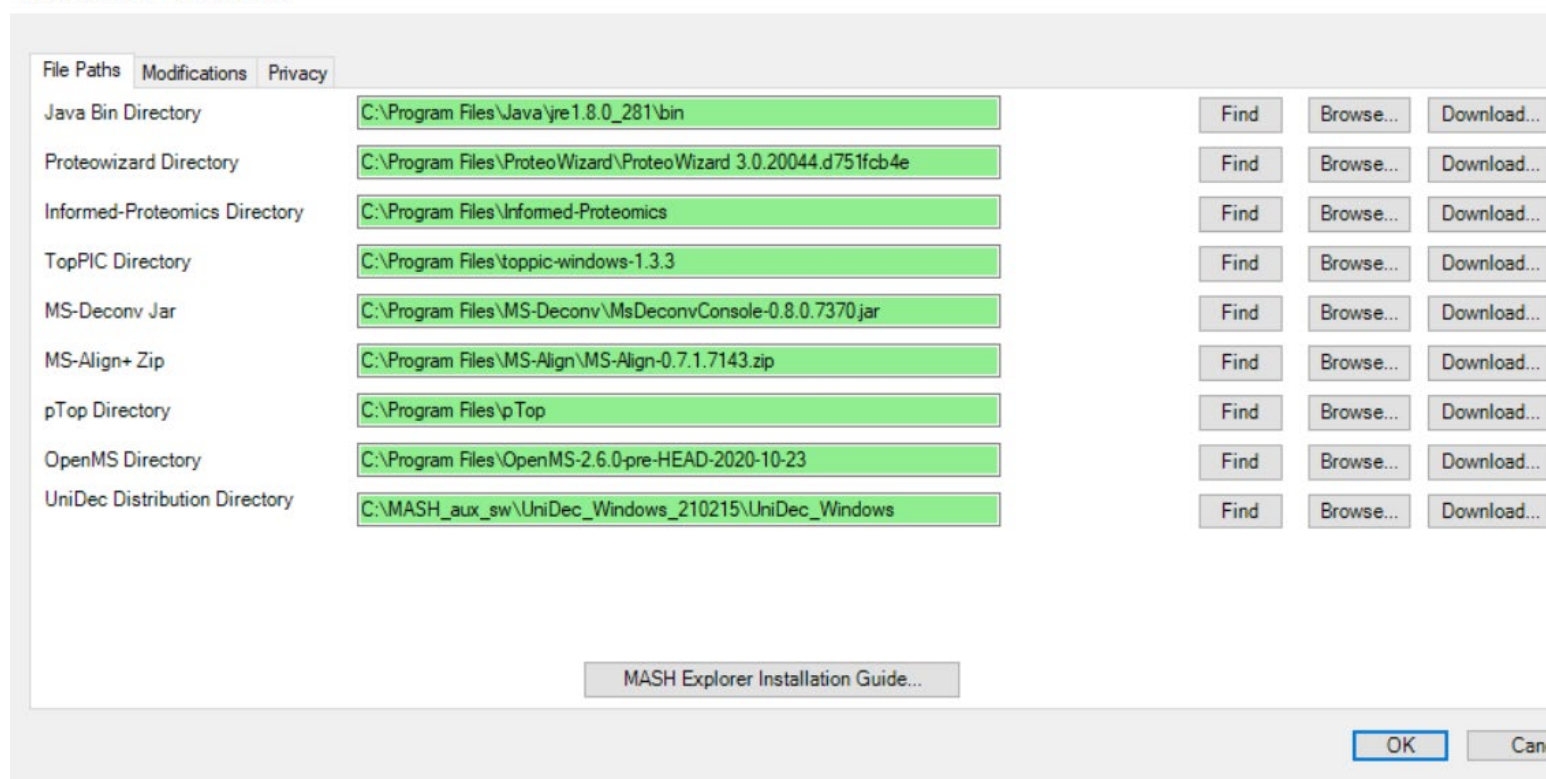 File Paths Modifications Privacy
Java Bin Directory C:\Program Files\Java\jre1.8.0_281\bin Find Browse... Download...
Proteowizard Directory C:\Program Files\ProteoWizard\ProteoWizard 3.0.20044.d751fcb4e Find Browse... Download...
Informed-Proteomics Directory C:\Program Files\Informed-Proteomics Find Browse... Download...
TopPIC Directory C:\Program Files\toppic-windows-1.3.3 Find Browse... Download...
MS-Deconv Jar C:\Program Files\MS-Deconv\MsDeconvConsole-0.8.0.7370.jar Find Browse... Download...
MS-Align+ Zip C:\Program Files\MS-Align\MS-Align-0.7.1.7143.zip Find Browse... Download...
pTop Directory C:\Program Files\pTop Find Browse... Download...
OpenMS Directory C:\Program Files\OpenMS-2.6.0-pre-HEAD-2020-10-23 Find Browse... Download...
UniDec Distribution Directory C:\MASH_aux_sw\UniDec_Windows_210215\UniDec_Windows Find Browse... Download...
MASH Explorer Installation Guide...
OK